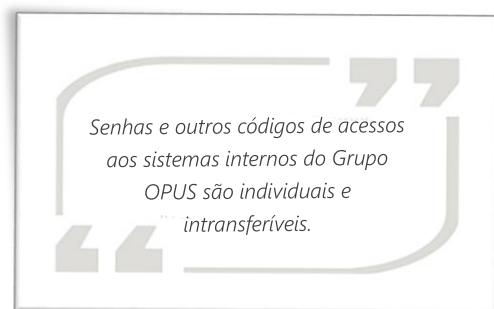 Senhas e outros códigos de acessos
aos sistemas internos do Grupo
OPUS são individuais e
intransferíveis.